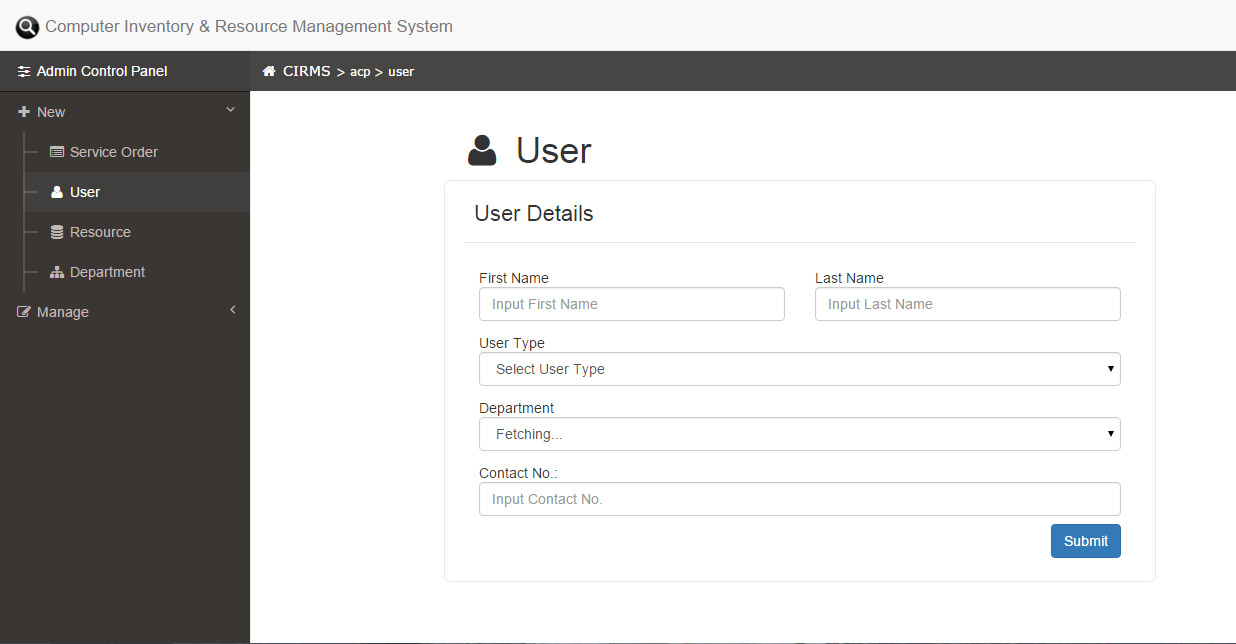 Computer Inventory & Resource Management System
Admin Control Panel
CIRMS > acp > user
New
Service Order
User
Resource
Department
Manage
User
User Details
First Name
Last Name
Input First Name
Input Last Name
User Type
Select User Type
Department
Fetching...
Contact No.:
Input Contact No.
Submit